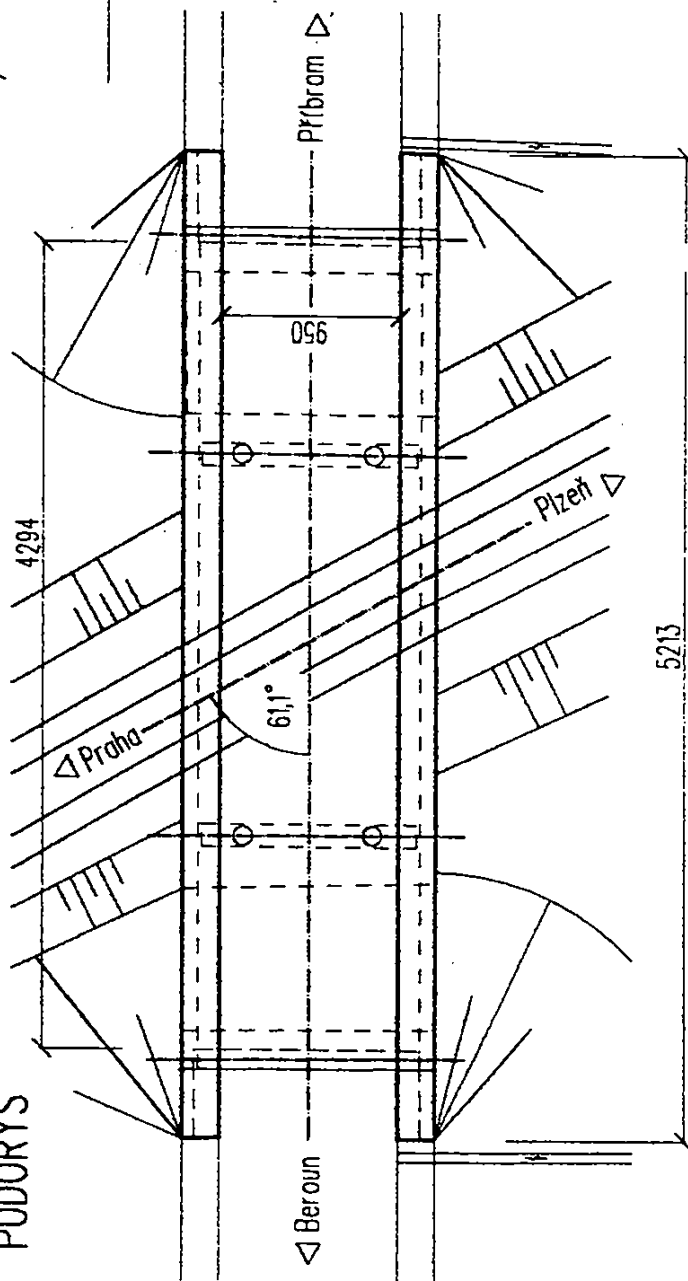 PŮDORYS
4294
◁ Praha
61,1°
◁ Beroun
950
Příbram ▷
Plzeň ▷
5213